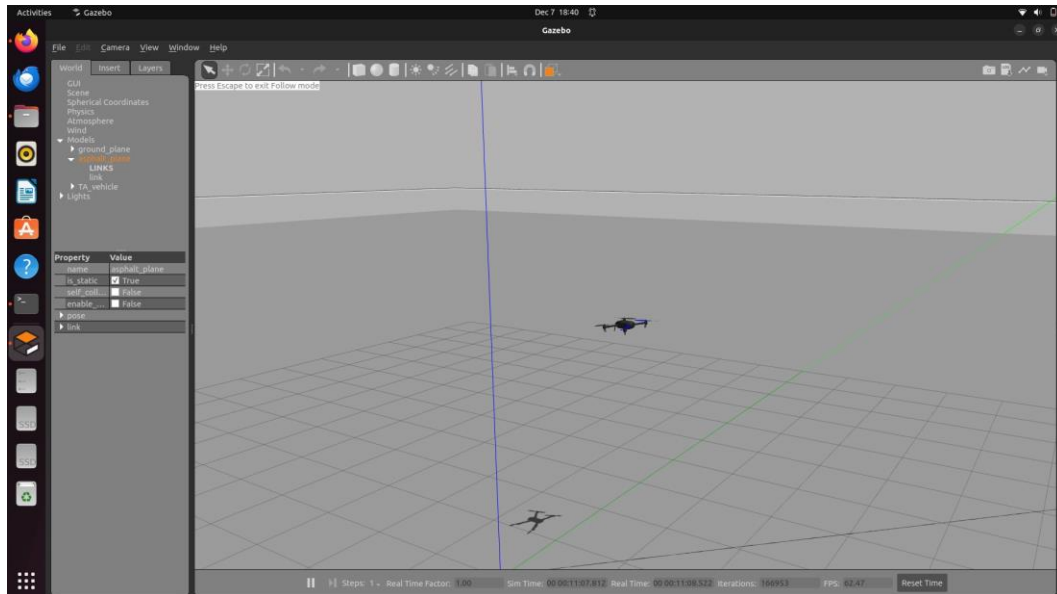 Activities Gazebo Dec 7 18:40
Gazebo
File Edit Camera View Window Help
World Insert Layers
Press Escape to exit Follow mode
GUI
Scene
Spherical Coordinates
Physics
Atmosphere
Wind
Models
ground_plane
asphalt_plane
LINKS
link
TA_vehicle
Lights
Property Value
name asphalt_plane
is_static True
self_coll... False
enable_... False
pose
link
SSD
SSD
Steps: 1 Real Time Factor: 1.00 Sim Time: 00 00:11:07.812 Real Time: 00 00:11:08.522 Iterations: 166953 FPS: 62.47 Reset Time